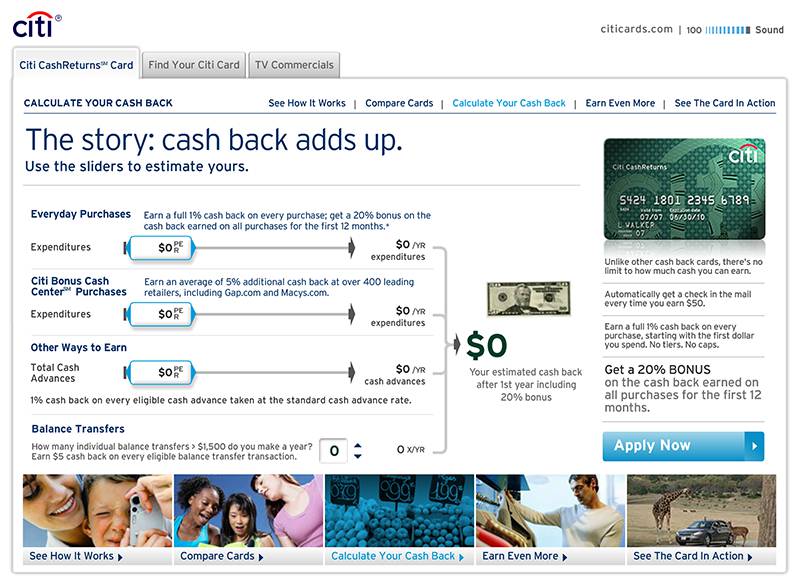 citi®
citicards.com | 100 Sound
Citi CashReturns℠ Card
Find Your Citi Card
TV Commercials
CALCULATE YOUR CASH BACK
See How It Works | Compare Cards | Calculate Your Cash Back | Earn Even More | See The Card In Action
The story: cash back adds up.
Use the sliders to estimate yours.
Everyday Purchases
Earn a full 1% cash back on every purchase; get a 20% bonus on the
cash back earned on all purchases for the first 12 months.*
Expenditures
$0 PER
$0 /YR
expenditures
Citi Bonus Cash
Center℠ Purchases
Earn an average of 5% additional cash back at over 400 leading
retailers, including Gap.com and Macys.com.
Expenditures
$0 PER
$0 /YR
expenditures
Other Ways to Earn
Total Cash
Advances
$0 PER
$0 /YR
cash advances
1% cash back on every eligible cash advance taken at the standard cash advance rate.
Balance Transfers
How many individual balance transfers > $1,500 do you make a year?
Earn $5 cash back on every eligible balance transfer transaction.
0
0 X/YR
$0
Your estimated cash back
after 1st year including
20% bonus
citi
Citi CashReturns
5424 1801 2345 6789
5424
Valid from Expiration date
07/07 06/30/10
L WALKER
07
Unlike other cash back cards, there's no
limit to how much cash you can earn.
Automatically get a check in the mail
every time you earn $50.
Earn a full 1% cash back on every
purchase, starting with the first dollar
you spend. No tiers. No caps.
Get a 20% BONUS
on the cash back earned on
all purchases for the first 12
months.
Apply Now
See How It Works
Compare Cards
Calculate Your Cash Back
Earn Even More
See The Card In Action